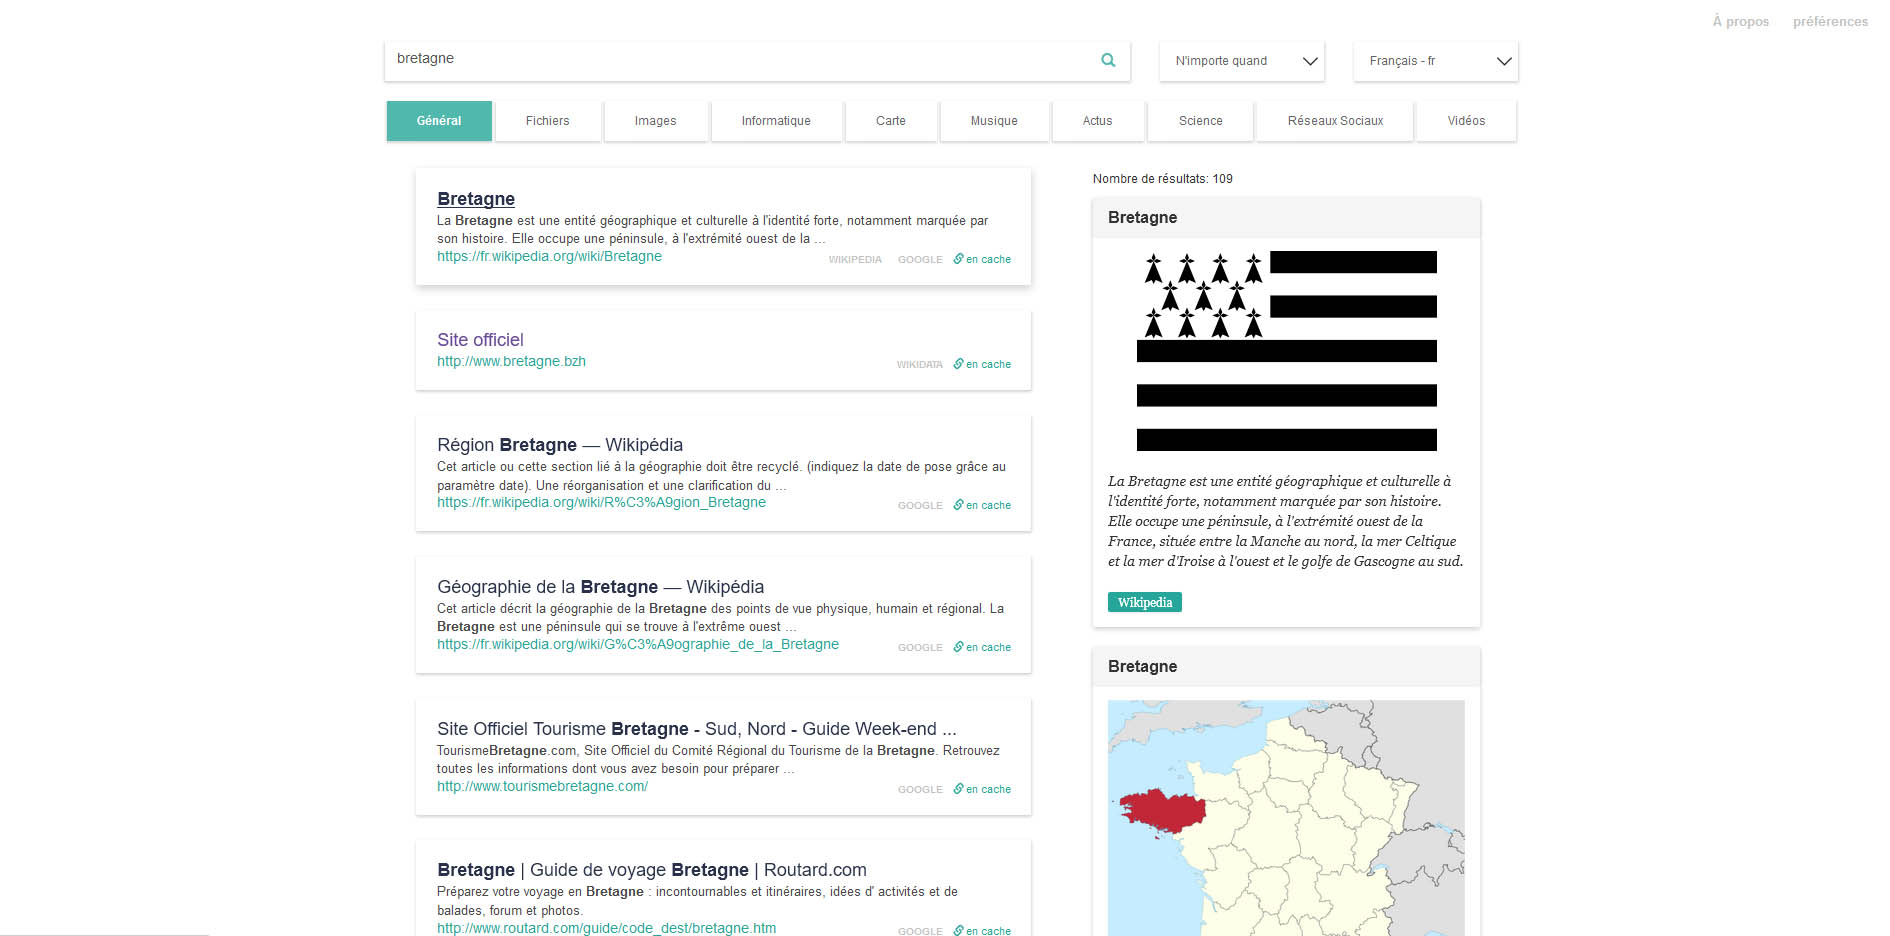 À propos préférences
bretagne
N'importe quand
Français - fr
Général Fichiers Images Informatique Carte Musique Actus Science Réseaux Sociaux Vidéos
Bretagne
La Bretagne est une entité géographique et culturelle à l'identité forte, notamment marquée par
son histoire. Elle occupe une péninsule, à l'extrémité ouest de la ...
https://fr.wikipedia.org/wiki/Bretagne
WIKIPEDIA GOOGLE en cache
Site officiel
http://www.bretagne.bzh
WIKIDATA en cache
Région Bretagne — Wikipédia
Cet article ou cette section lié à la géographie doit être recyclé. (indiquez la date de pose grâce au
paramètre date). Une réorganisation et une clarification du ...
https://fr.wikipedia.org/wiki/R%C3%A9gion_Bretagne
GOOGLE en cache
Géographie de la Bretagne — Wikipédia
Cet article décrit la géographie de la Bretagne des points de vue physique, humain et régional. La
Bretagne est une péninsule qui se trouve à l'extrême ouest ...
https://fr.wikipedia.org/wiki/G%C3%A9ographie_de_la_Bretagne
GOOGLE en cache
Site Officiel Tourisme Bretagne - Sud, Nord - Guide Week-end ...
TourismeBretagne.com, Site Officiel du Comité Régional du Tourisme de la Bretagne. Retrouvez
toutes les informations dont vous avez besoin pour préparer ...
http://www.tourismebretagne.com/
GOOGLE en cache
Bretagne | Guide de voyage Bretagne | Routard.com
Préparez votre voyage en Bretagne : incontournables et itinéraires, idées d' activités et de
balades, forum et photos.
http://www.routard.com/guide/code_dest/bretagne.htm
GOOGLE en cache
Nombre de résultats: 109
Bretagne
La Bretagne est une entité géographique et culturelle à
l'identité forte, notamment marquée par son histoire.
Elle occupe une péninsule, à l'extrémité ouest de la
France, située entre la Manche au nord, la mer Celtique
et la mer d'Iroise à l'ouest et le golfe de Gascogne au sud.
Wikipedia
Bretagne